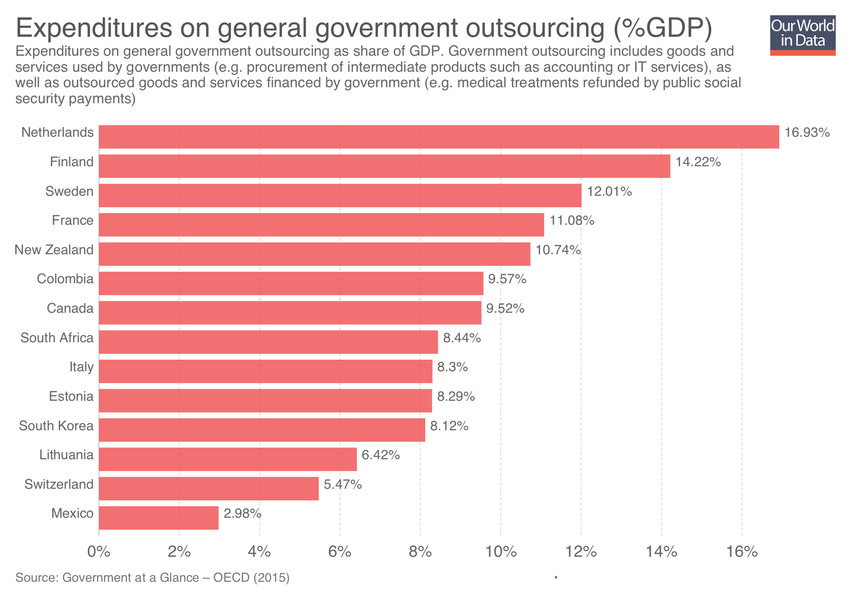 Expenditures on general government outsourcing (%GDP)
Our World
in Data
Expenditures on general government outsourcing as share of GDP. Government outsourcing includes goods and
services used by governments (e.g. procurement of intermediate products such as accounting or IT services), as
well as outsourced goods and services financed by government (e.g. medical treatments refunded by public social
security payments)
Netherlands 16.93%
Finland 14.22%
Sweden 12.01%
France 11.08%
New Zealand 10.74%
Colombia 9.57%
Canada 9.52%
South Africa 8.44%
Italy 8.3%
Estonia 8.29%
South Korea 8.12%
Lithuania 6.42%
Switzerland 5.47%
Mexico 2.98%
0% 2% 4% 6% 8% 10% 12% 14% 16%
Source: Government at a Glance – OECD (2015)